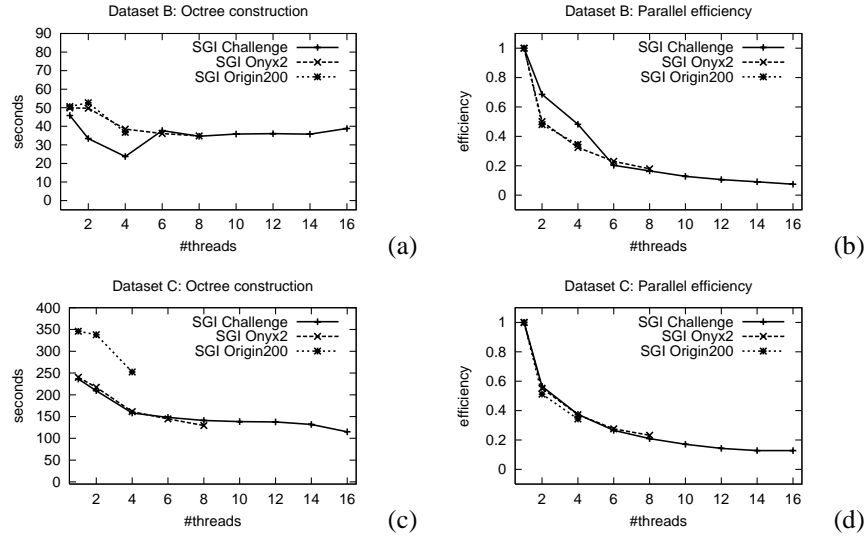 Dataset B: Octree construction
90
80
70
60
50
40
30
20
10
0
seconds
SGI Challenge
SGI Onyx2
SGI Origin200
2 4 6 8 10 12 14 16
#threads
(a)
Dataset B: Parallel efficiency
1
0.8
0.6
0.4
0.2
0
efficiency
SGI Challenge
SGI Onyx2
SGI Origin200
2 4 6 8 10 12 14 16
#threads
(b)
Dataset C: Octree construction
400
350
300
250
200
150
100
50
0
seconds
SGI Challenge
SGI Onyx2
SGI Origin200
2 4 6 8 10 12 14 16
#threads
(c)
Dataset C: Parallel efficiency
1
0.8
0.6
0.4
0.2
0
efficiency
SGI Challenge
SGI Onyx2
SGI Origin200
2 4 6 8 10 12 14 16
#threads
(d)